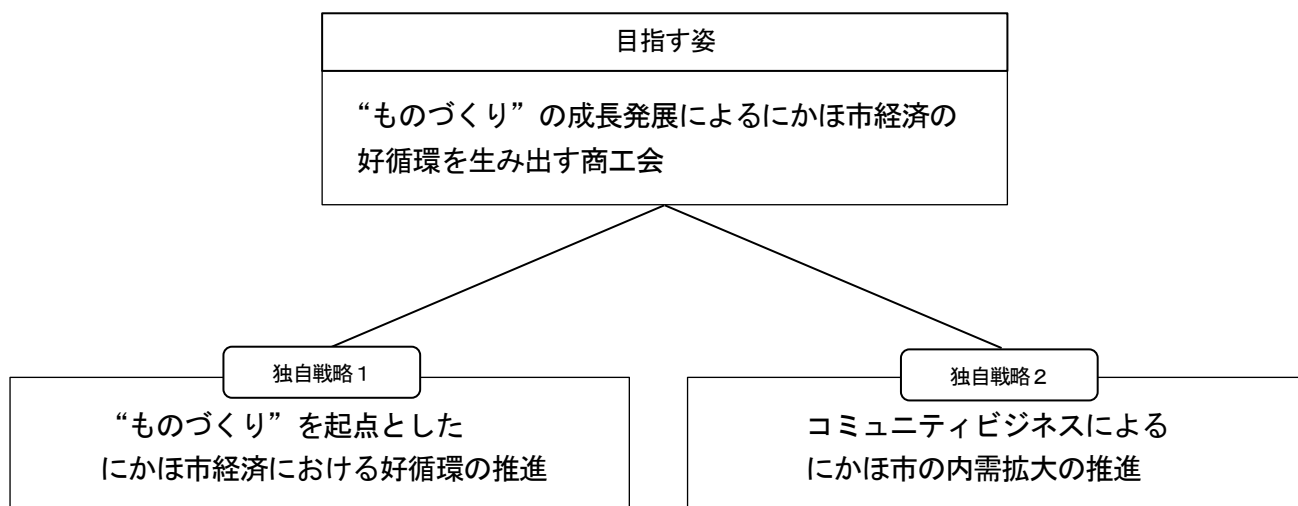 目指す姿
“ものづくり”の成長発展によるにかほ市経済の
好循環を生み出す商工会
独自戦略1
“ものづくり”を起点とした
にかほ市経済における好循環の推進
独自戦略2
コミュニティビジネスによる
にかほ市の内需拡大の推進